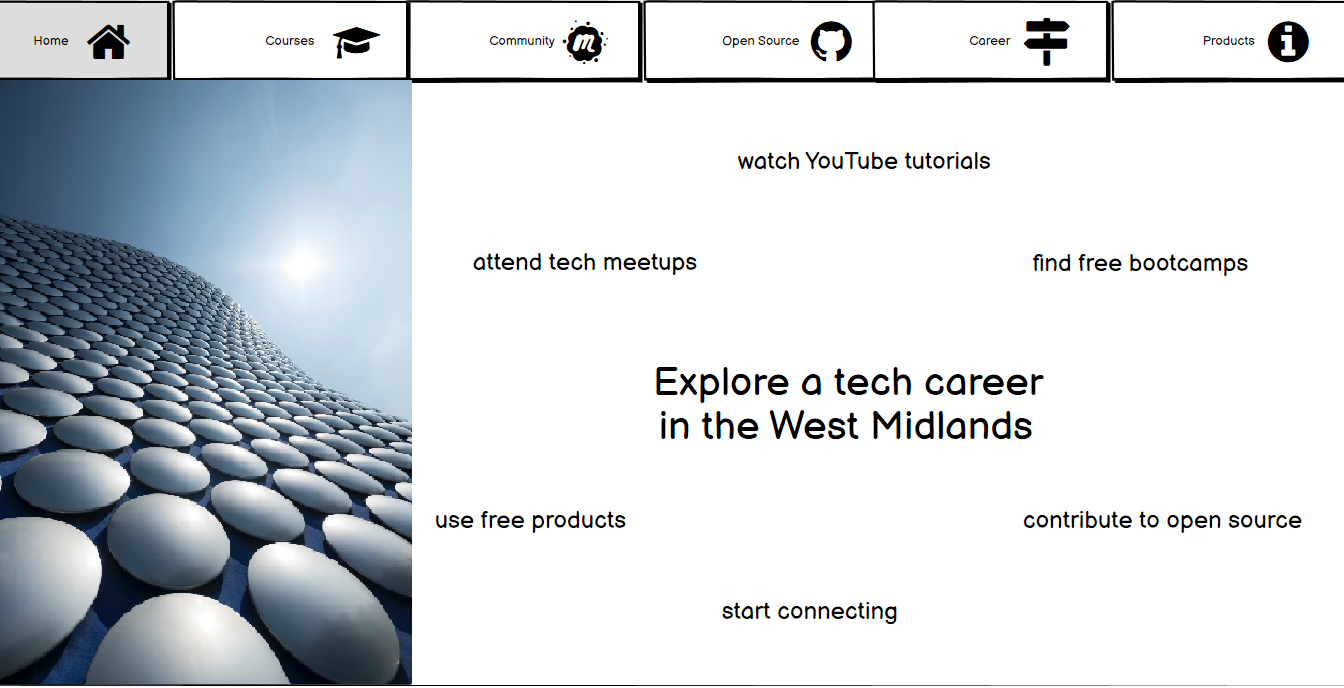 Home
Courses
Community
Open Source
Career
Products
watch YouTube tutorials
attend tech meetups
find free bootcamps
Explore a tech career
in the West Midlands
use free products
contribute to open source
start connecting